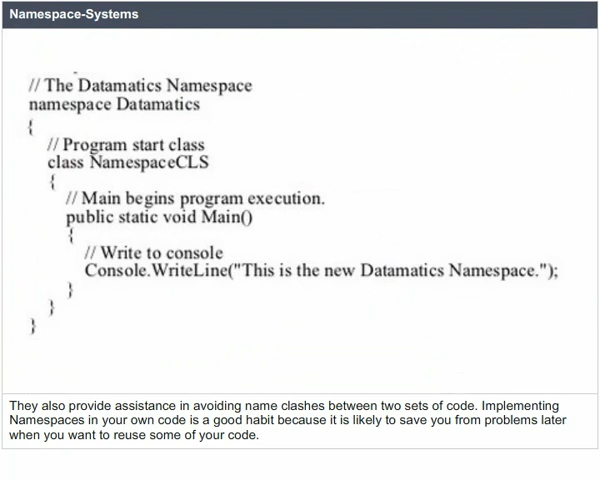 Namespace-Systems
// The Datamatics Namespace
namespace Datamatics
{
// Program start class
class NamespaceCLS
{
// Main begins program execution.
public static void Main()
{
// Write to console
Console.WriteLine("This is the new Datamatics Namespace.");
}
}
}
They also provide assistance in avoiding name clashes between two sets of code. Implementing
Namespaces in your own code is a good habit because it is likely to save you from problems later
when you want to reuse some of your code.